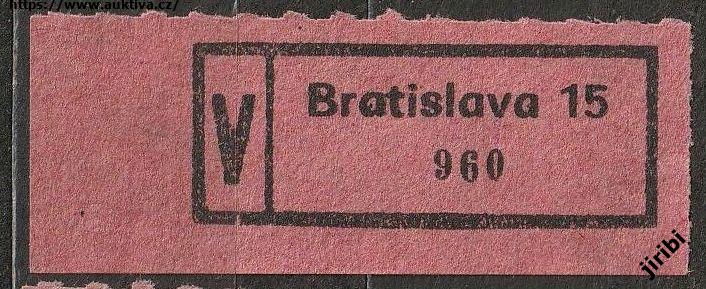 https://www.auktiva.cz/
V
Bratislava 15
960
jiribi